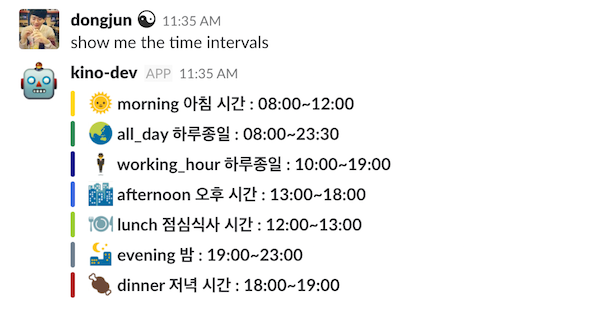 dongjun 11:35 AM
show me the time intervals
kino-dev APP 11:35 AM
morning 아침 시간 : 08:00~12:00
all_day 하루종일 : 08:00~23:30
working_hour 하루종일 : 10:00~19:00
afternoon 오후 시간 : 13:00~18:00
lunch 점심식사 시간 : 12:00~13:00
evening 밤 : 19:00~23:00
dinner 저녁 시간 : 18:00~19:00